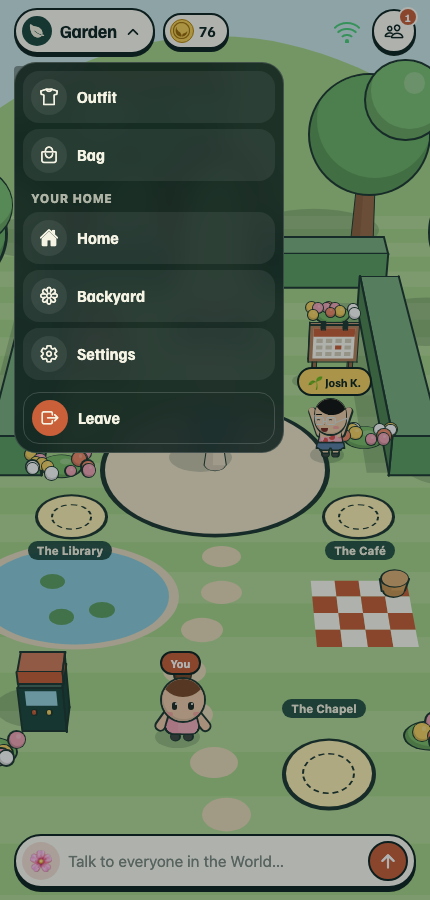 Garden
76
1
Outfit
Bag
YOUR HOME
Home
Backyard
Settings
Leave
Josh K.
The Library
The Café
You
The Chapel
Talk to everyone in the World...